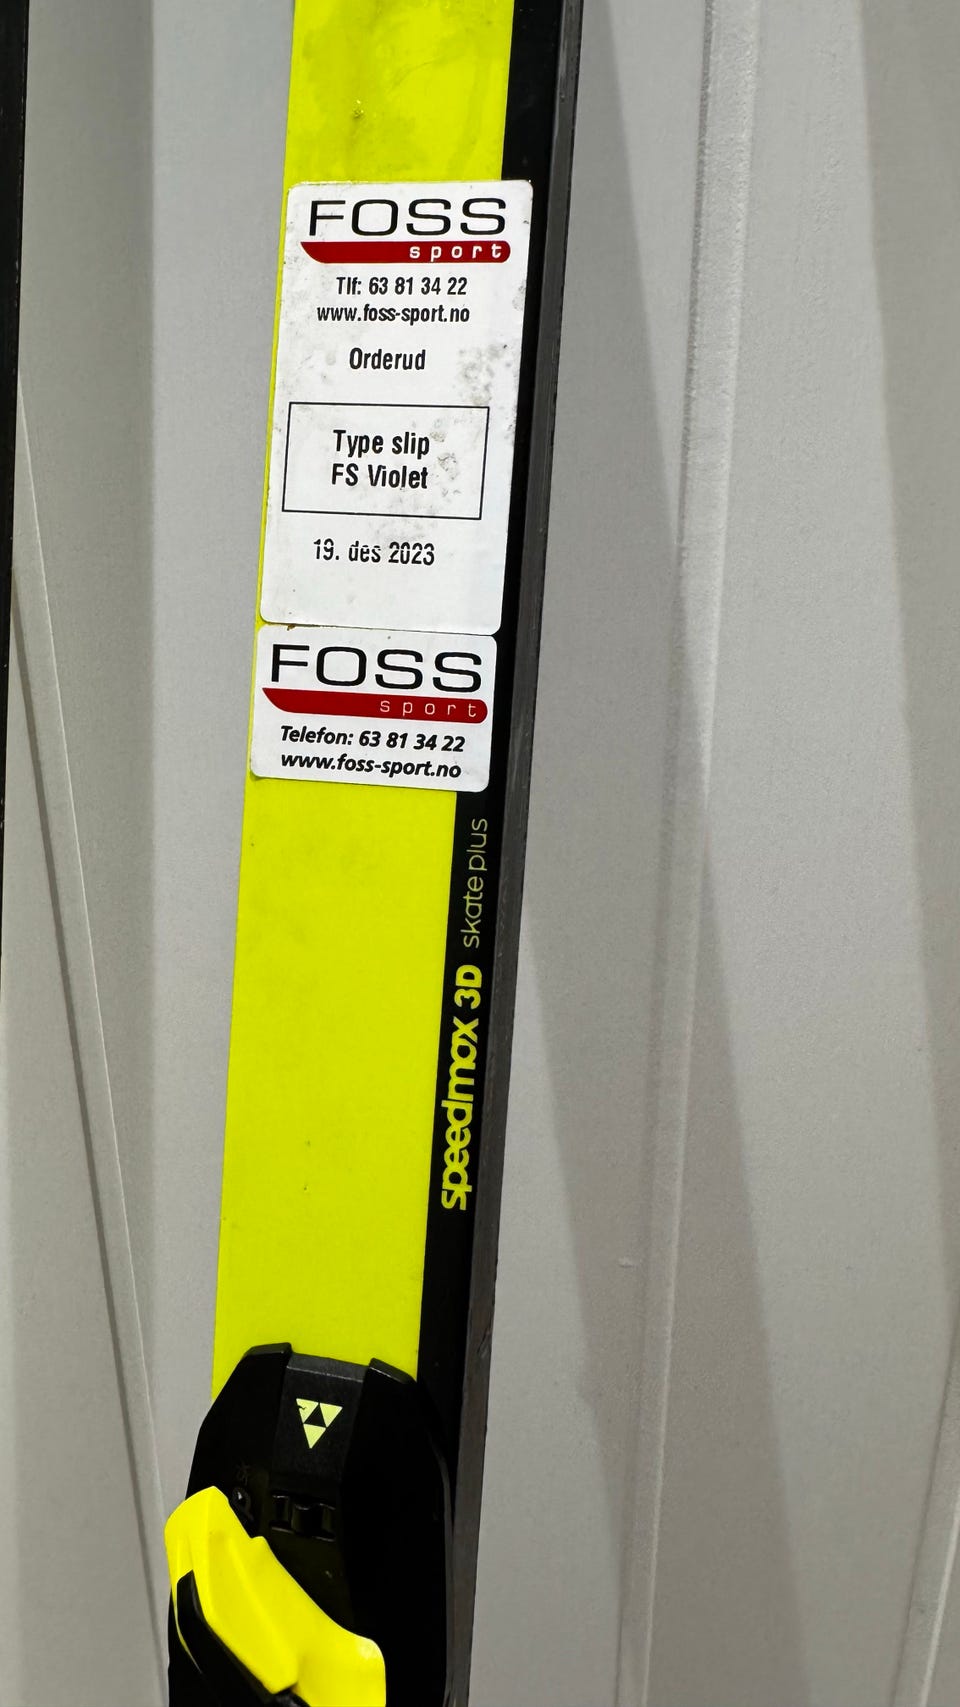 FOSS
sport
Tlf: 63 81 34 22
www.foss-sport.no
Orderud
Type slip
FS Violet
19. des 2023
FOSS
sport
Telefon: 63 81 34 22
www.foss-sport.no
speedmax 3D skate plus